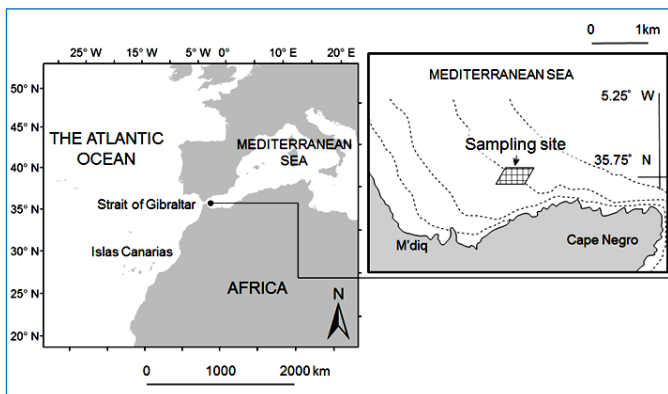 25° W 20° 10° 0° 10° E 20° E
50° N
45° N
40° N
35° N
30° N
25° N
20° N
THE ATLANTIC
OCEAN
MEDITERRANEAN
SEA
Strait of Gibraltar
Islas Canarias
AFRICA
N
0 1000 2000 km
0 1km
MEDITERRANEAN SEA
5.25° W
Sampling site
35.75° N
M'diq
Cape Negro